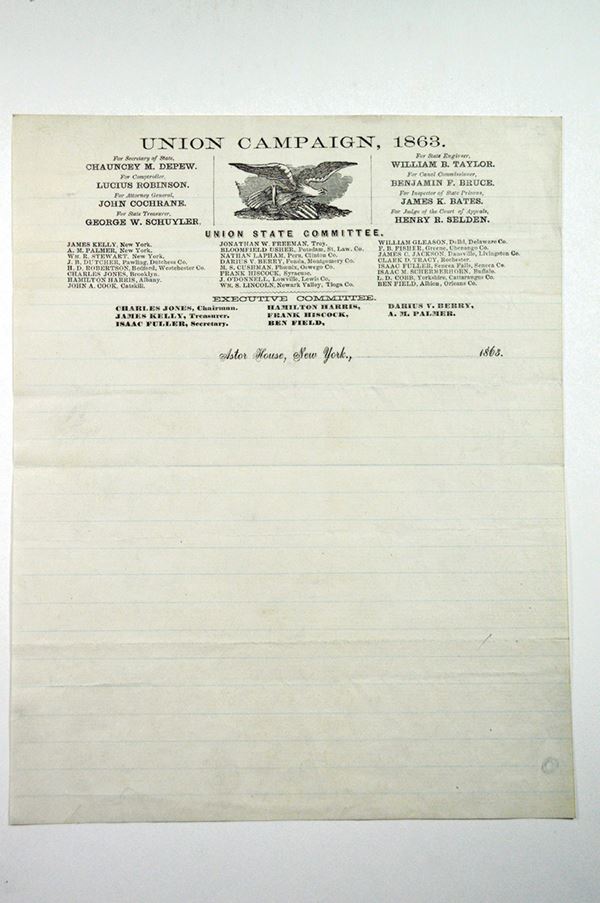 UNION CAMPAIGN, 1863.
For Secretary of State,
CHAUNCEY M. DEPEW.
For Comptroller,
LUCIUS ROBINSON.
For Attorney General,
JOHN COCHRANE.
For State Treasurer,
GEORGE W. SCHUYLER.
For State Engineer,
WILLIAM B. TAYLOR.
For Canal Commissioner,
BENJAMIN F. BRUCE.
For Inspector of State Prisons,
JAMES K. BATES.
For Judge of the Court of Appeals,
HENRY R. SELDEN.
UNION STATE COMMITTEE.
JAMES KELLY, New York.
A. M. PALMER, New York.
WM. R. STEWART, New York.
J. B. DUTCHER, Pawling, Dutchess Co.
H. D. ROBERTSON, Bedford, Westchester Co.
CHARLES JONES, Brooklyn.
HAMILTON HARRIS, Albany.
JOHN A. COOK, Catskill.
JONATHAN W. FREEMAN, Troy.
BLOOMFIELD USHER, Potsdam, St. Law. Co.
NATHAN LAPHAM, Peru, Clinton Co.
DARIUS V. BERRY, Fonda, Montgomery Co.
M. S. CUSHMAN, Phœnix, Oswego Co.
FRANK HISCOCK, Syracuse.
J. O'DONNELL, Lowville, Lewis Co.
WM. S. LINCOLN, Newark Valley, Tioga Co.
WILLIAM GLEASON, Delhi, Delaware Co.
F. B. FISHER, Greene, Chenango Co.
JAMES C. JACKSON, Dansville, Livingston Co.
CLARK D. TRACY, Rochester.
ISAAC FULLER, Seneca Falls, Seneca Co.
ISAAC M. SCHERMERHORN, Buffalo.
L. D. COBB, Yorkshire, Cattaraugus Co.
BEN FIELD, Albion, Orleans Co.
EXECUTIVE COMMITTEE.
CHARLES JONES, Chairman.
JAMES KELLY, Treasurer.
ISAAC FULLER, Secretary.
HAMILTON HARRIS,
FRANK HISCOCK,
BEN FIELD,
DARIUS V. BERRY,
A. M. PALMER.
Astor House, New York., 1863.